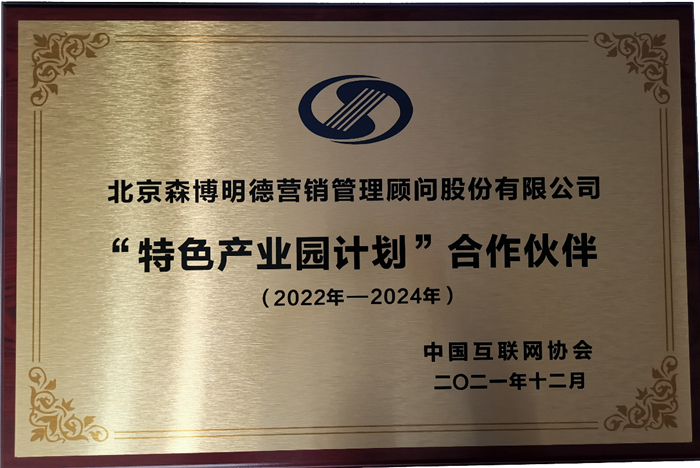 北京森博明德营销管理顾问股份有限公司
“特色产业园计划”合作伙伴
（2022年—2024年）
中国互联网协会
二〇二一年十二月